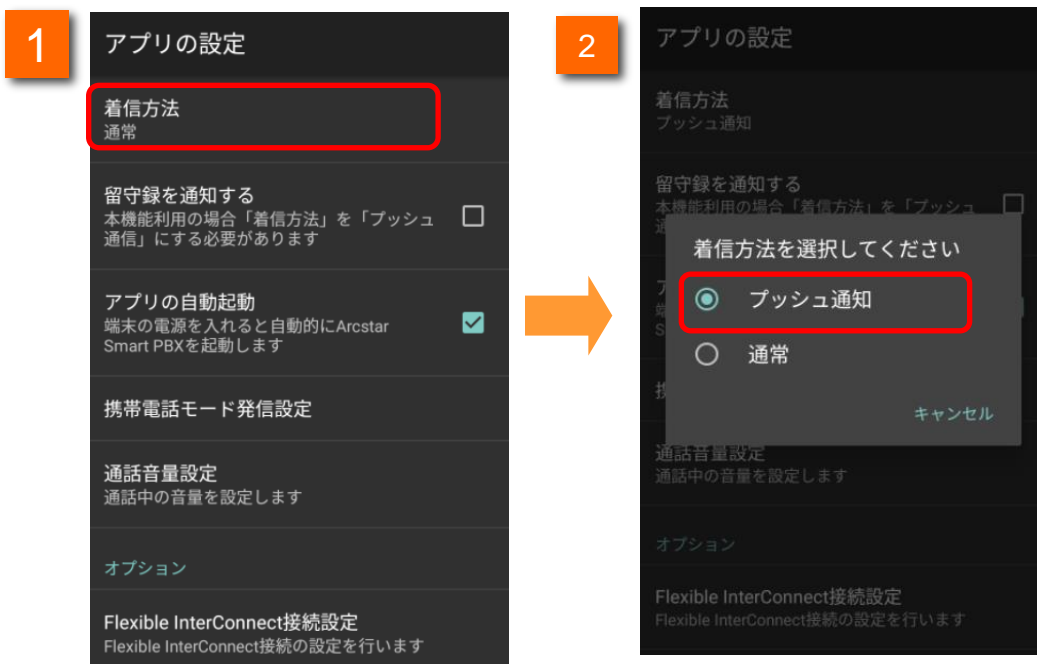 1
アプリの設定
着信方法
通常
留守録を通知する
本機能利用の場合「着信方法」を「プッシュ
通信」にする必要があります
アプリの自動起動
端末の電源を入れると自動的にArcstar
Smart PBXを起動します
携帯電話モード発信設定
通話音量設定
通話中の音量を設定します
オプション
Flexible InterConnect接続設定
Flexible InterConnect接続の設定を行います
2
アプリの設定
着信方法
プッシュ通知
留守録を通知する
本機能利用の場合「着信方法」を「プッシュ
着信方法を選択してください
プッシュ通知
通常
キャンセル
通話音量設定
通話中の音量を設定します
オプション
Flexible InterConnect接続設定
Flexible InterConnect接続の設定を行います